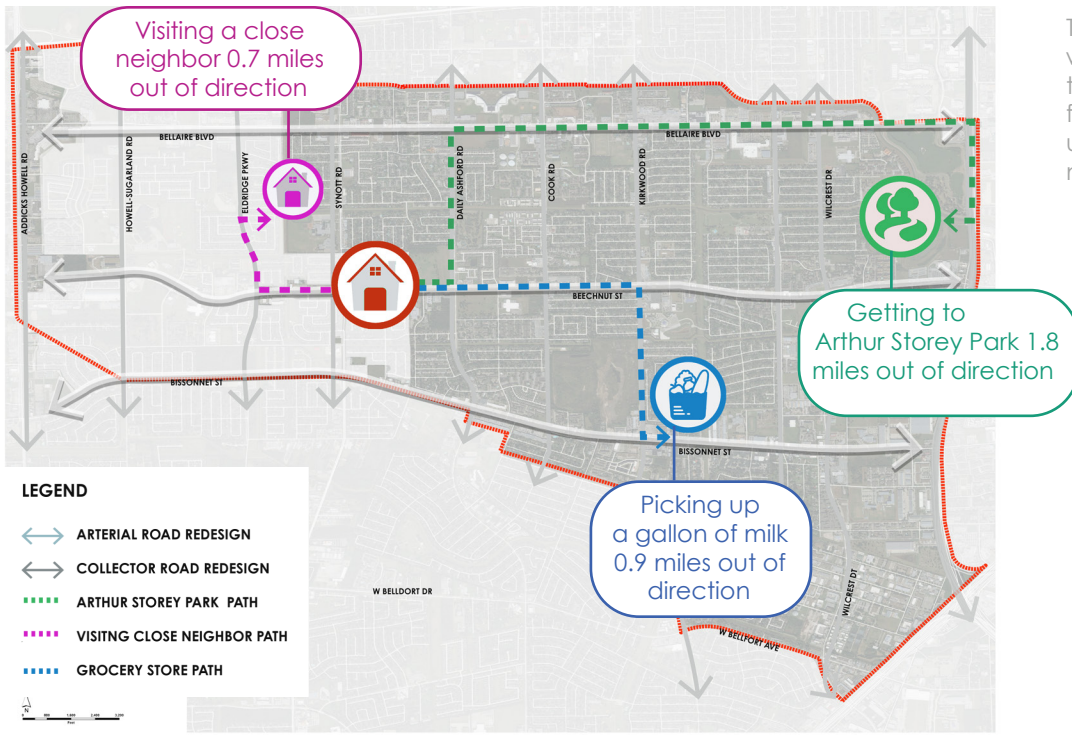 Visiting a close
neighbor 0.7 miles
out of direction
BELLAIRE BLVD
BELLAIRE BLVD
ADDICKS HOWELL RD
HOWELL-SUGARLAND RD
ELDRIDGE PKWY
SYNOTT RD
DAILY ASHFORD RD
COOK RD
KIRKWOOD RD
WILCREST DR
BEECHNUT ST
Getting to
Arthur Storey Park 1.8
miles out of direction
BISSONNET ST
BISSONNET ST
Picking up
a gallon of milk
0.9 miles out of
direction
W BELLDORT DR
WILCREST DT
W BELLFORT AVE
LEGEND
ARTERIAL ROAD REDESIGN
COLLECTOR ROAD REDESIGN
ARTHUR STOREY PARK PATH
VISITNG CLOSE NEIGHBOR PATH
GROCERY STORE PATH
N